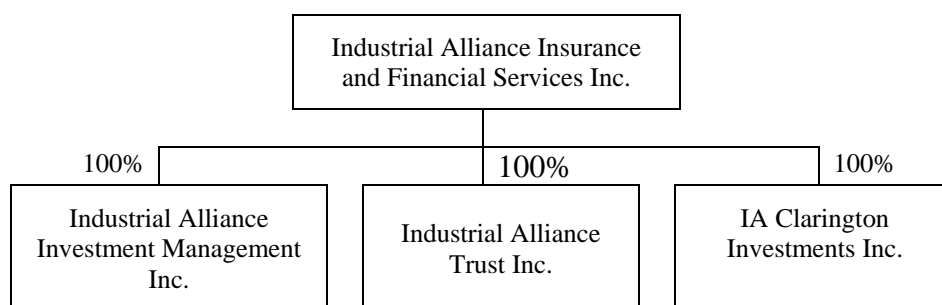 Industrial Alliance Insurance
and Financial Services Inc.
100%
100%
100%
Industrial Alliance
Investment Management
Inc.
Industrial Alliance
Trust Inc.
IA Clarington
Investments Inc.